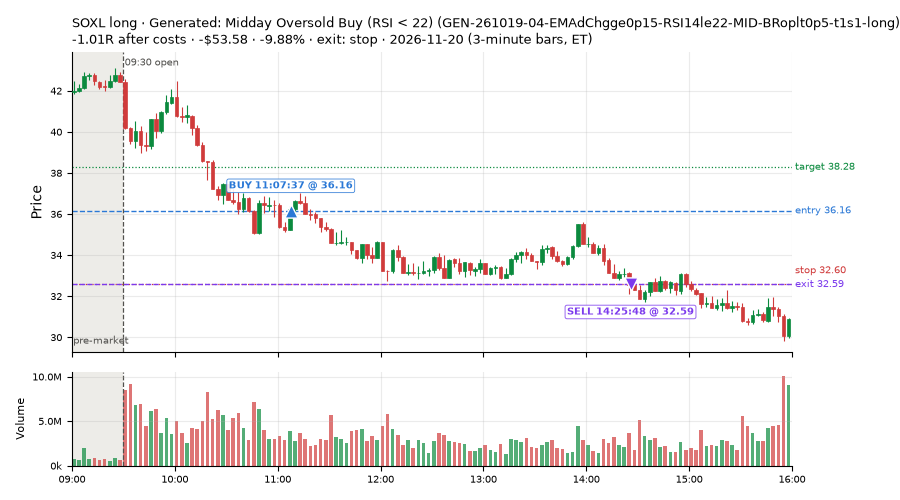 SOXL long · Generated: Midday Oversold Buy (RSI < 22) (GEN-261019-04-EMAdChgge0p15-RSI14le22-MID-BRoplt0p5-t1s1-long)
-1.01R after costs · -$53.58 · -9.88% · exit: stop · 2026-11-20 (3-minute bars, ET)
09:30 open
42
40
38
36
34
32
30
Price
target 38.28
BUY 11:07:37 @ 36.16
entry 36.16
stop 32.60
exit 32.59
SELL 14:25:48 @ 32.59
pre-market
10.0M
5.0M
0k
Volume
09:00
10:00
11:00
12:00
13:00
14:00
15:00
16:00